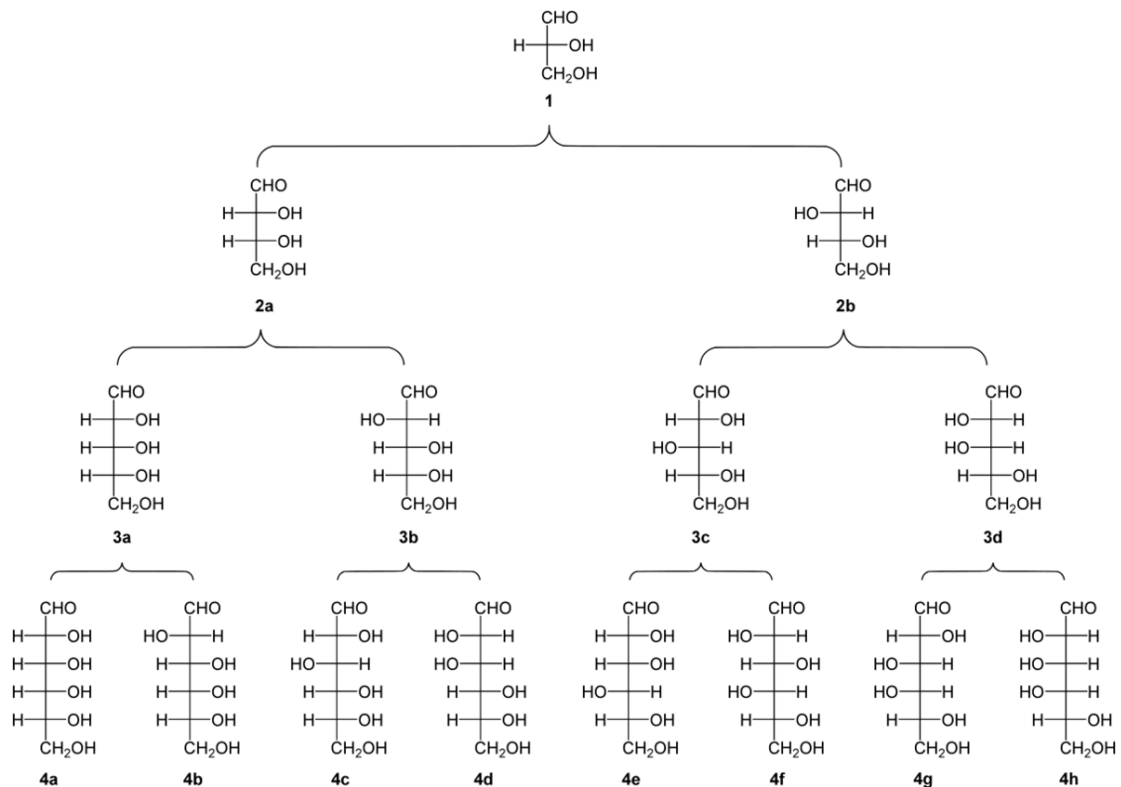 CHO
H OH
CH₂OH
1
CHO CHO
H OH HO H
H OH H OH
CH₂OH CH₂OH
2a 2b
CHO CHO CHO CHO
H OH HO H H OH HO H
H OH H OH HO H HO H
H OH H OH H OH H OH
CH₂OH CH₂OH CH₂OH CH₂OH
3a 3b 3c 3d
CHO CHO CHO CHO CHO CHO CHO CHO
H OH HO H H OH HO H H OH HO H H OH HO H
H OH H OH HO H HO H H OH H OH HO H HO H
H OH H OH H OH H OH HO H HO H HO H HO H
H OH H OH H OH H OH H OH H OH H OH H OH
CH₂OH CH₂OH CH₂OH CH₂OH CH₂OH CH₂OH CH₂OH CH₂OH
4a 4b 4c 4d 4e 4f 4g 4h